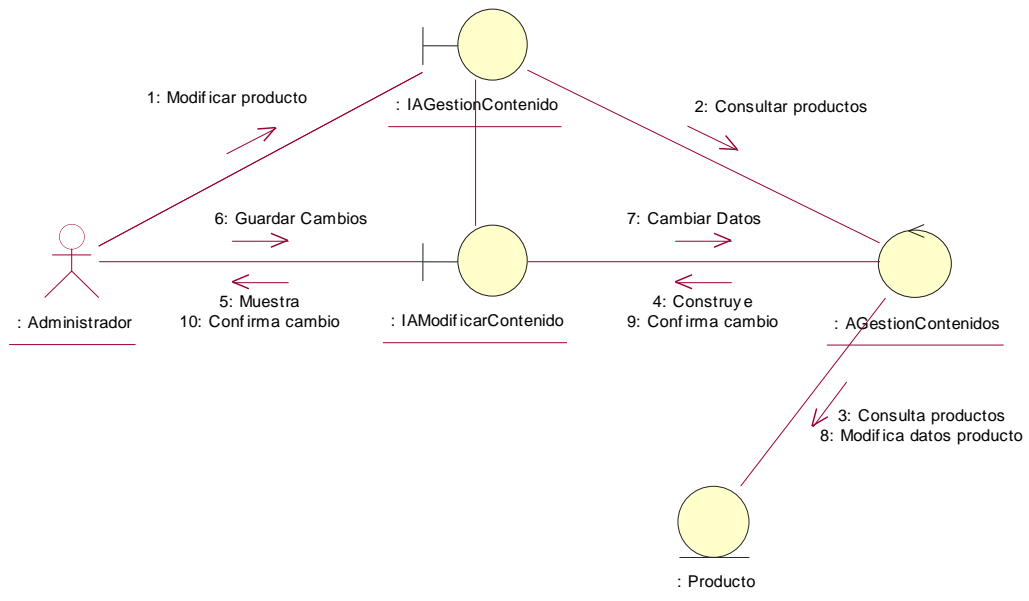 1: Modificar producto
: IAGestionContenido
2: Consultar productos
6: Guardar Cambios
7: Cambiar Datos
5: Muestra
10: Confirma cambio
4: Construye
9: Confirma cambio
: Administrador
: IAModificarContenido
: AGestionContenidos
3: Consulta productos
8: Modifica datos producto
: Producto